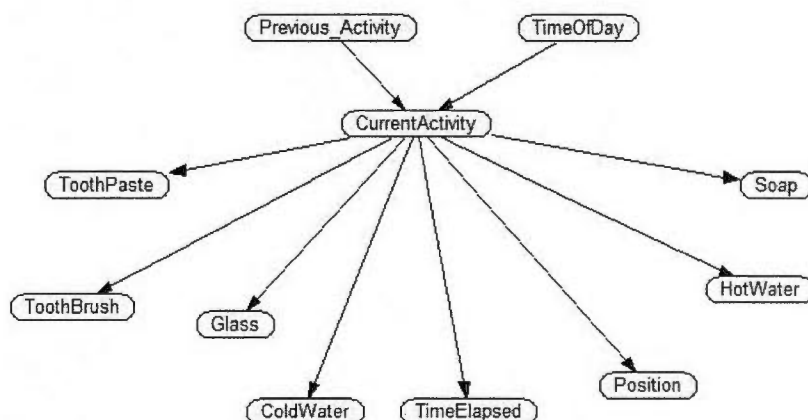 Previous_Activity
TimeOfDay
CurrentActivity
ToothPaste
Soap
ToothBrush
Glass
HotWater
Position
ColdWater
TimeElapsed